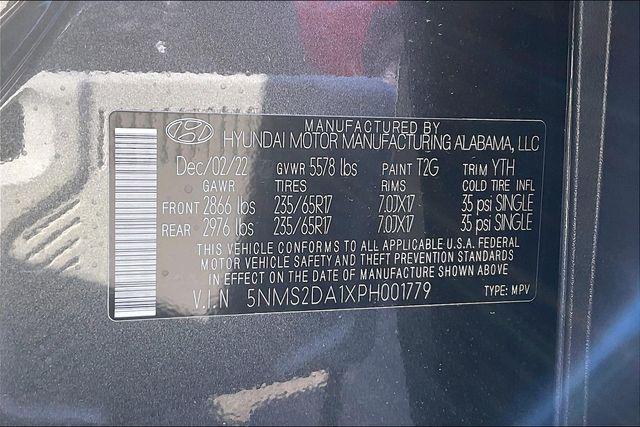 MANUFACTURED BY
HYUNDAI MOTOR MANUFACTURING ALABAMA, LLC
Dec/02/22 GVWR 5578 lbs PAINT T2G TRIM YTH
GAWR TIRES RIMS COLD TIRE INFL
FRONT 2866 lbs 235/65R17 7.0JX17 35 psi SINGLE
REAR 2976 lbs 235/65R17 7.0JX17 35 psi SINGLE
THIS VEHICLE CONFORMS TO ALL APPLICABLE U.S.A. FEDERAL
MOTOR VEHICLE SAFETY AND THEFT PREVENTION STANDARDS
IN EFFECT ON THE DATE OF MANUFACTURE SHOWN ABOVE
V.I.N 5NMS2DA1XPH001779 TYPE: MPV